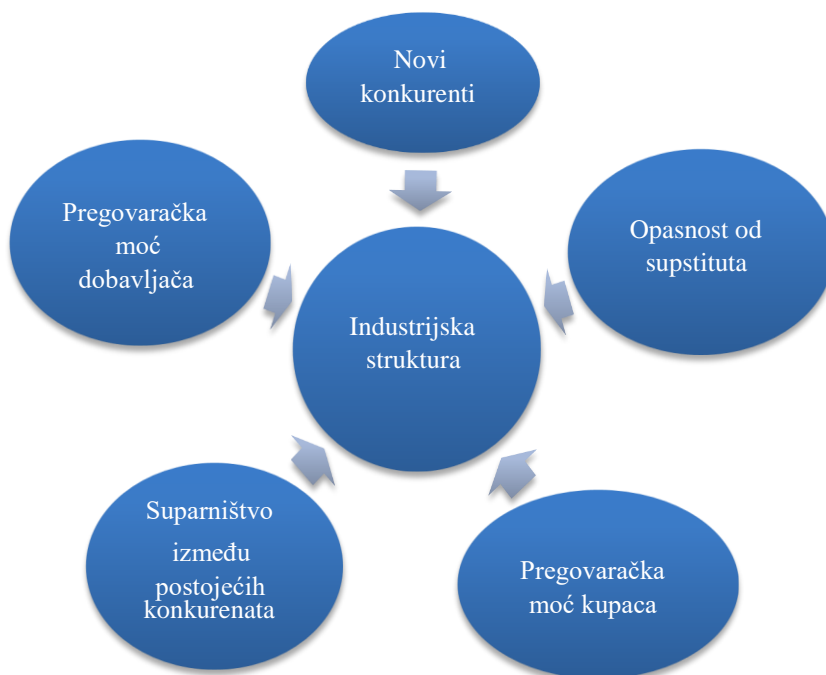 Novi
konkurenti
Pregovaračka
moć
dobavljača
Opasnost od
supstituta
Industrijska
struktura
Suparništvo
između
postojećih
konkurenata
Pregovaračka
moć kupaca